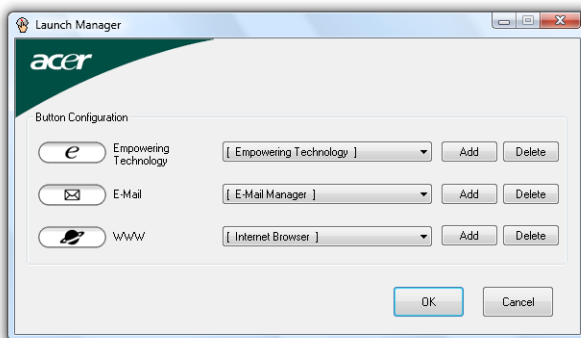 Launch Manager
acer
Button Configuration
e Empowering Technology [ Empowering Technology ] Add Delete
E-Mail [ E-Mail Manager ] Add Delete
WWW [ Internet Browser ] Add Delete
OK Cancel